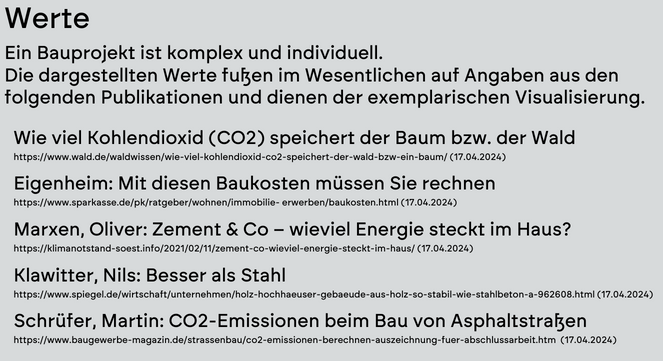 Werte
Ein Bauprojekt ist komplex und individuell.
Die dargestellten Werte fußen im Wesentlichen auf Angaben aus den
folgenden Publikationen und dienen der exemplarischen Visualisierung.
Wie viel Kohlendioxid (CO2) speichert der Baum bzw. der Wald
https://www.wald.de/waldwissen/wie-viel-kohlendioxid-co2-speichert-der-wald-bzw-ein-baum/ (17.04.2024)
Eigenheim: Mit diesen Baukosten müssen Sie rechnen
https://www.sparkasse.de/pk/ratgeber/wohnen/immobilie- erwerben/baukosten.html (17.04.2024)
Marxen, Oliver: Zement & Co – wieviel Energie steckt im Haus?
https://klimanotstand-soest.info/2021/02/11/zement-co-wieviel-energie-steckt-im-haus/ (17.04.2024)
Klawitter, Nils: Besser als Stahl
https://www.spiegel.de/wirtschaft/unternehmen/holz-hochhaeuser-gebaeude-aus-holz-so-stabil-wie-stahlbeton-a-962608.html (17.04.2024)
Schrüfer, Martin: CO2-Emissionen beim Bau von Asphaltstraßen
https://www.baugewerbe-magazin.de/strassenbau/co2-emissionen-berechnen-auszeichnung-fuer-abschlussarbeit.htm (17.04.2024)